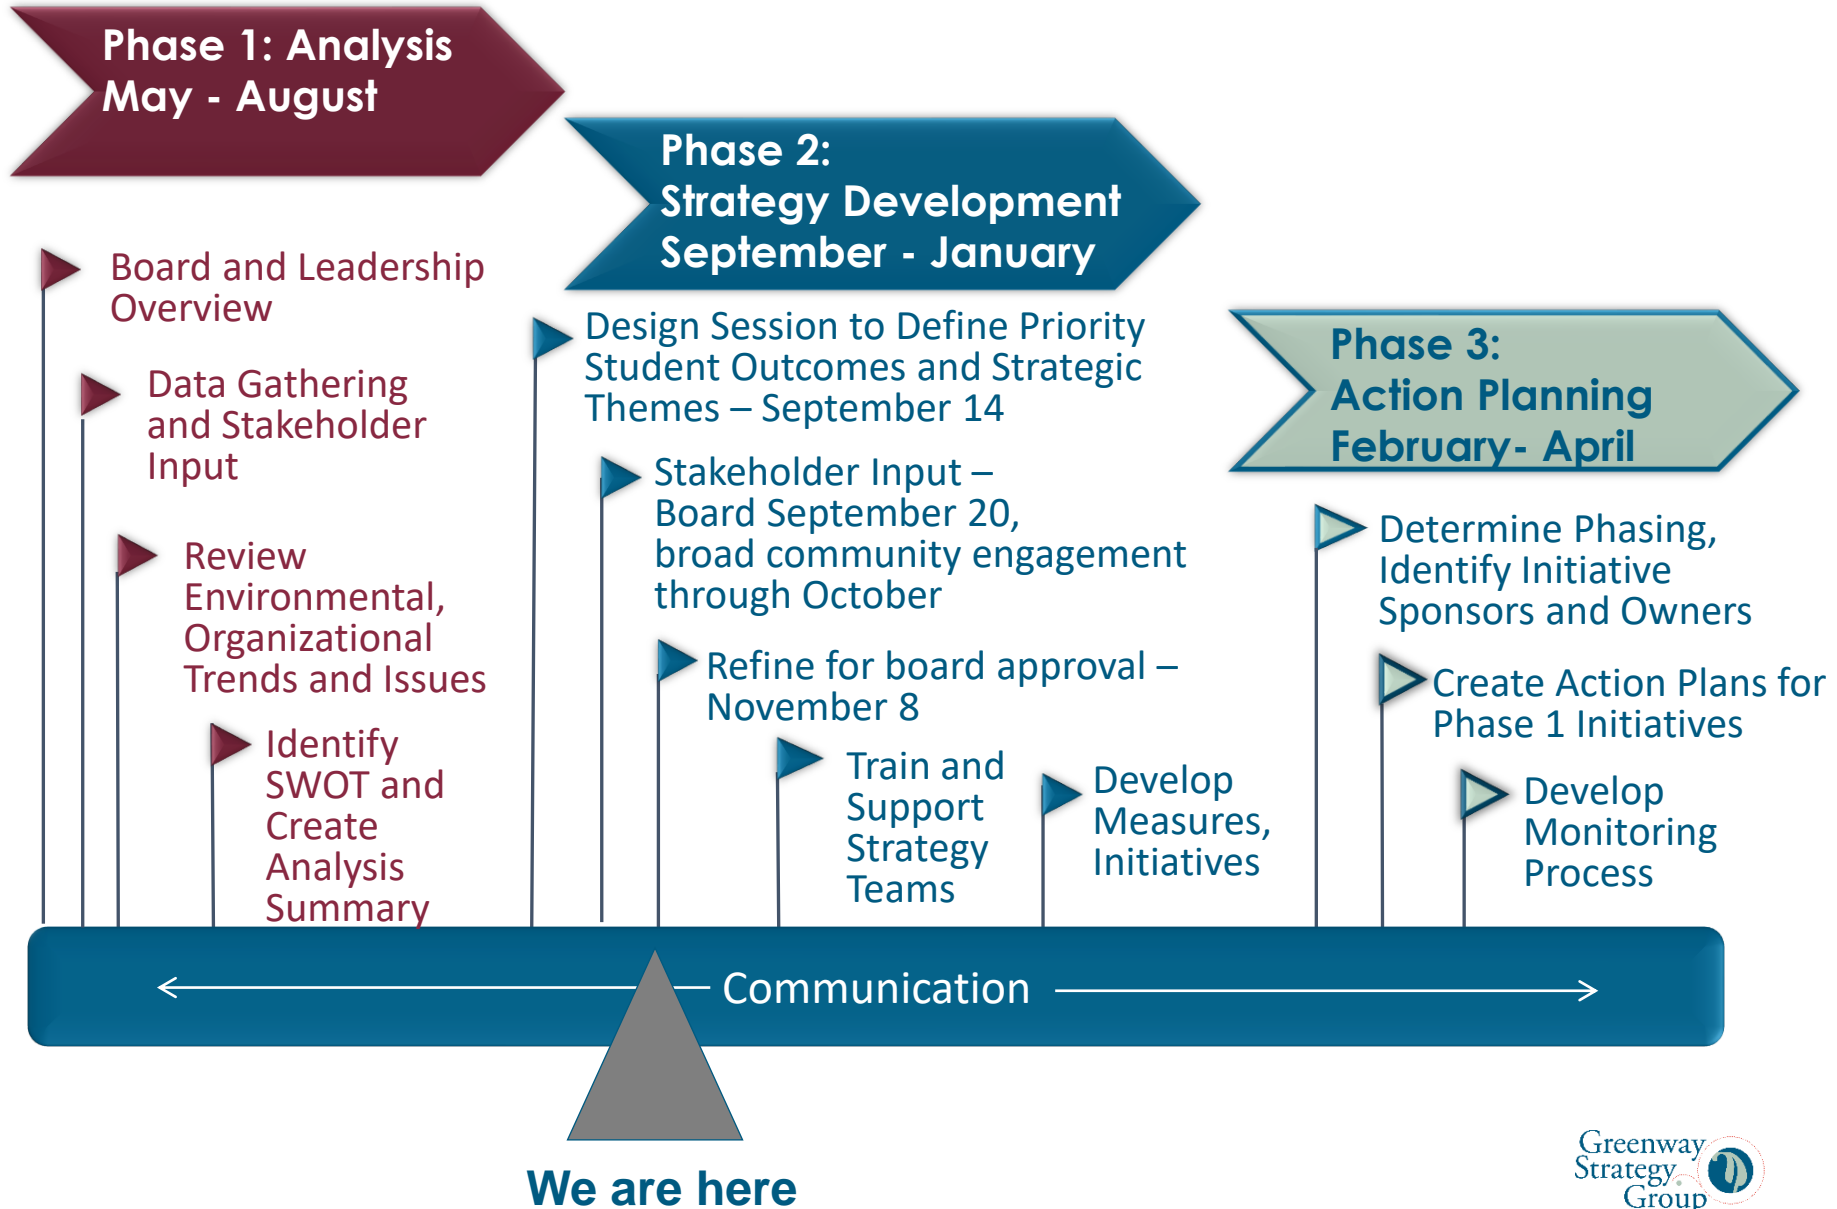 Phase 1: Analysis
May - August
Phase 2:
Strategy Development
September - January
Phase 3:
Action Planning
February- April
Board and Leadership
Overview
Data Gathering
and Stakeholder
Input
Review
Environmental,
Organizational
Trends and Issues
Identify
SWOT and
Create
Analysis
Summary
Design Session to Define Priority
Student Outcomes and Strategic
Themes – September 14
Stakeholder Input –
Board September 20,
broad community engagement
through October
Refine for board approval –
November 8
Train and
Support
Strategy
Teams
Develop
Measures,
Initiatives
Determine Phasing,
Identify Initiative
Sponsors and Owners
Create Action Plans for
Phase 1 Initiatives
Develop
Monitoring
Process
Communication
We are here
Greenway
Strategy
Group